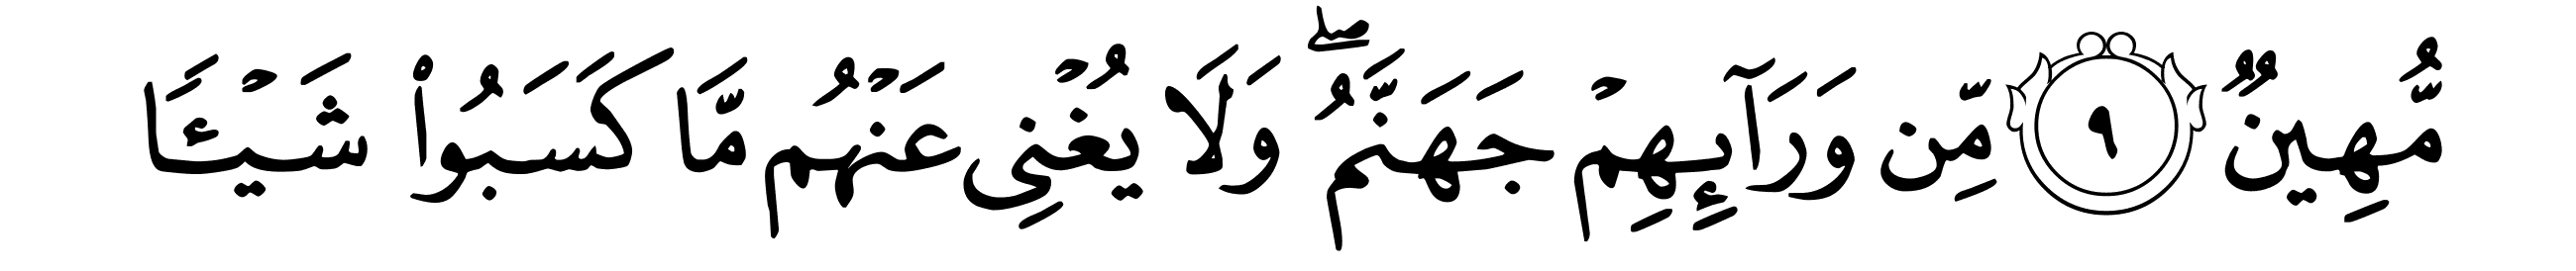 مُّهِينٌ ٩ مِّن وَرَآئِهِمْ جَهَنَّمُ ۖ وَلَا يُغْنِى عَنْهُم مَّا كَسَبُوا۟ شَيْـًٔا